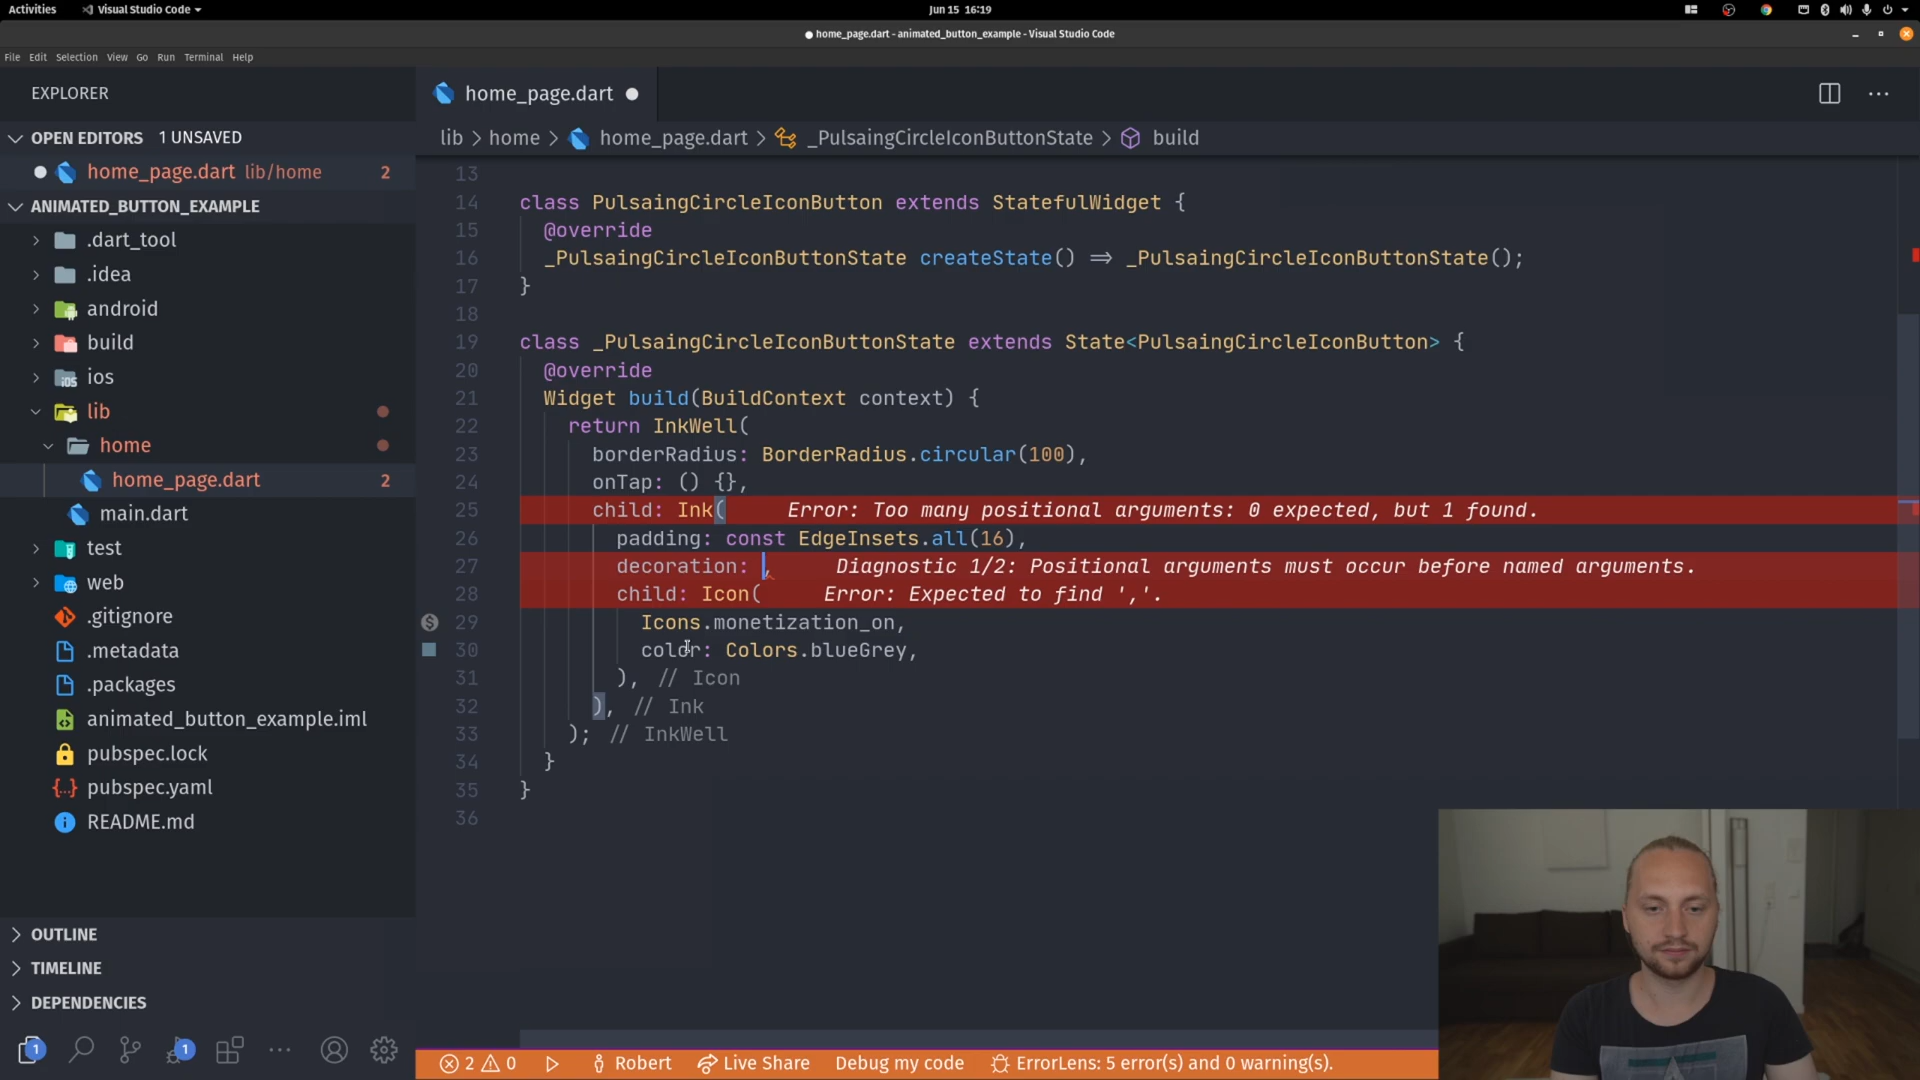 Activities
Visual Studio Code
Jun 15 16:19
home_page.dart - animated_button_example - Visual Studio Code
File Edit Selection View Go Run Terminal Help
EXPLORER
OPEN EDITORS 1 UNSAVED
home_page.dart lib/home 2
ANIMATED_BUTTON_EXAMPLE
.dart_tool
.idea
android
build
ios
lib
home
home_page.dart 2
main.dart
test
web
.gitignore
.metadata
.packages
animated_button_example.iml
pubspec.lock
pubspec.yaml
README.md
OUTLINE
TIMELINE
DEPENDENCIES
1
1
home_page.dart
lib > home > home_page.dart > _PulsaingCircleIconButtonState > build
13
14 class PulsaingCircleIconButton extends StatefulWidget {
15 @override
16 _PulsaingCircleIconButtonState createState() => _PulsaingCircleIconButtonState();
17 }
18
19 class _PulsaingCircleIconButtonState extends State<PulsaingCircleIconButton> {
20 @override
21 Widget build(BuildContext context) {
22 return InkWell(
23 borderRadius: BorderRadius.circular(100),
24 onTap: () {},
25 child: Ink( Error: Too many positional arguments: 0 expected, but 1 found.
26 padding: const EdgeInsets.all(16),
27 decoration: , Diagnostic 1/2: Positional arguments must occur before named arguments.
28 child: Icon( Error: Expected to find ','.
29 Icons.monetization_on,
30 color: Colors.blueGrey,
31 ), // Icon
32 ), // Ink
33 ); // InkWell
34 }
35 }
36
2 0 Robert Live Share Debug my code ErrorLens: 5 error(s) and 0 warning(s).